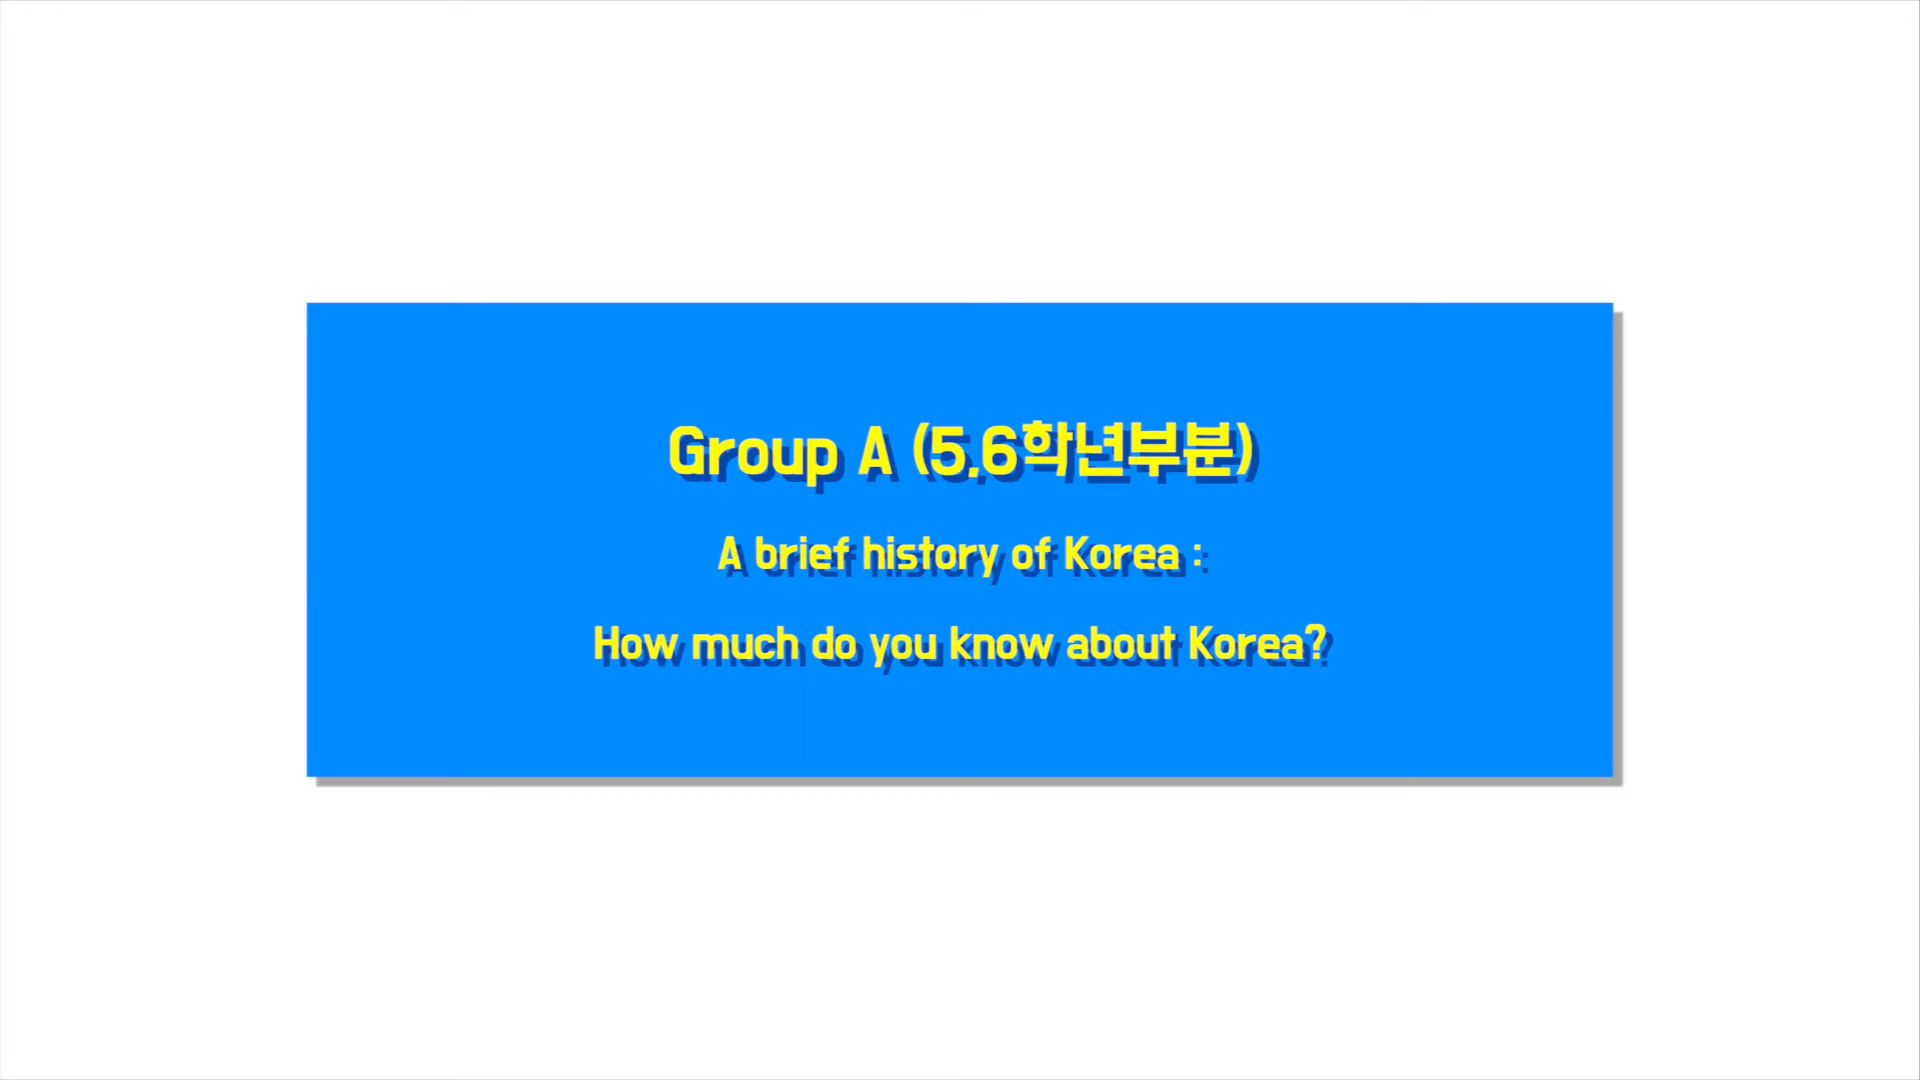 Group A (5,6학년부분)
A brief history of Korea :
How much do you know about Korea?